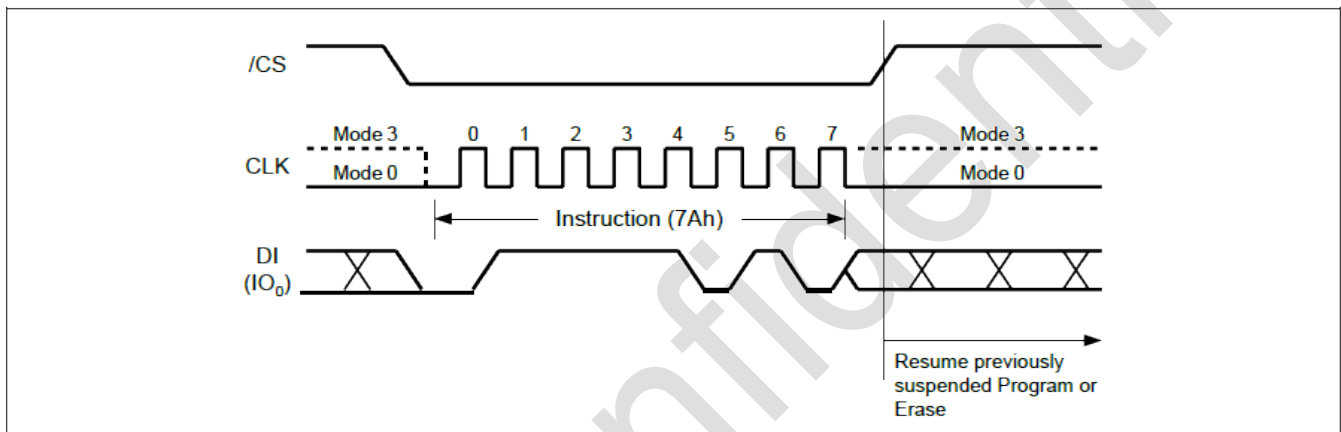 /CS
Mode 3 0 1 2 3 4 5 6 7 Mode 3
CLK
Mode 0 Mode 0
Instruction (7Ah)
DI
(IO0)
Resume previously
suspended Program or
Erase